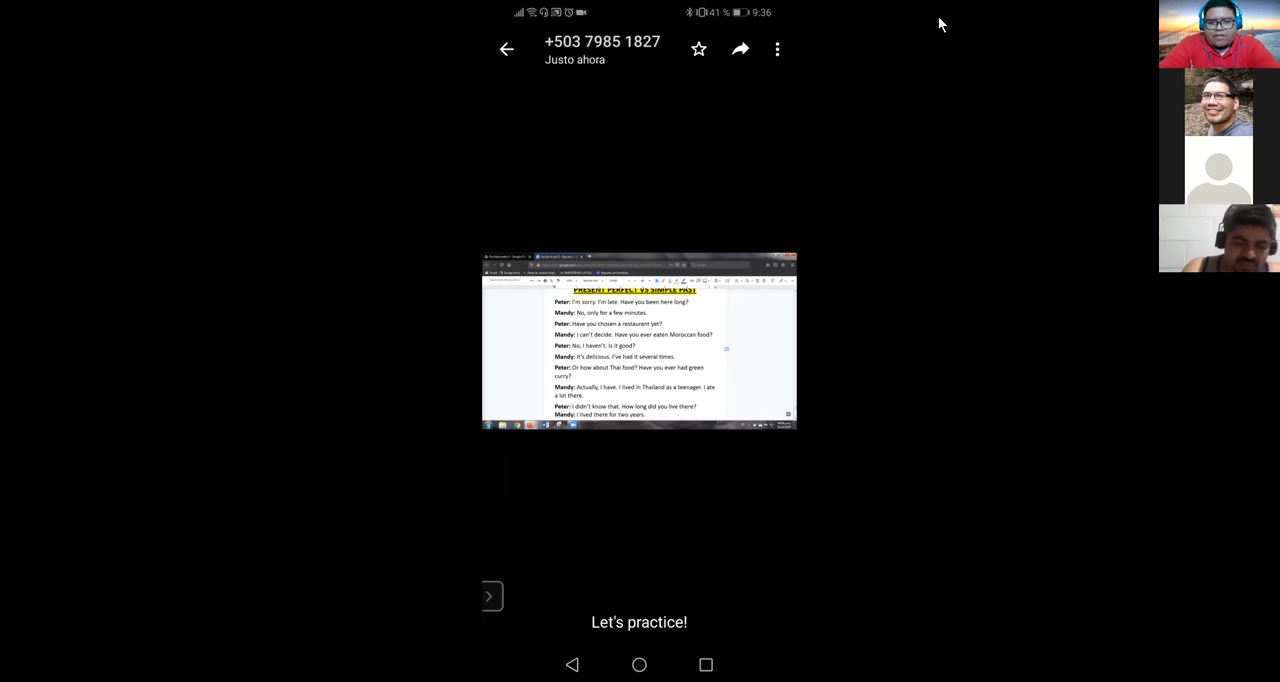 41 %
9:36
+503 7985 1827
Justo ahora
PRESENT PERFECT VS SIMPLE PAST
Peter: I'm sorry. I'm late. Have you been here long?
Mandy: No, only for a few minutes.
Peter: Have you chosen a restaurant yet?
Mandy: I can't decide. Have you ever eaten Moroccan food?
Peter: No, I haven't. Is it good?
Mandy: It's delicious. I've had it several times.
Peter: Or how about Thai food? Have you ever had green
curry?
Mandy: Actually, I have. I lived in Thailand as a teenager. I ate
a lot there.
Peter: I didn't know that. How long did you live there?
Mandy: I lived there for two years.
Let's practice!